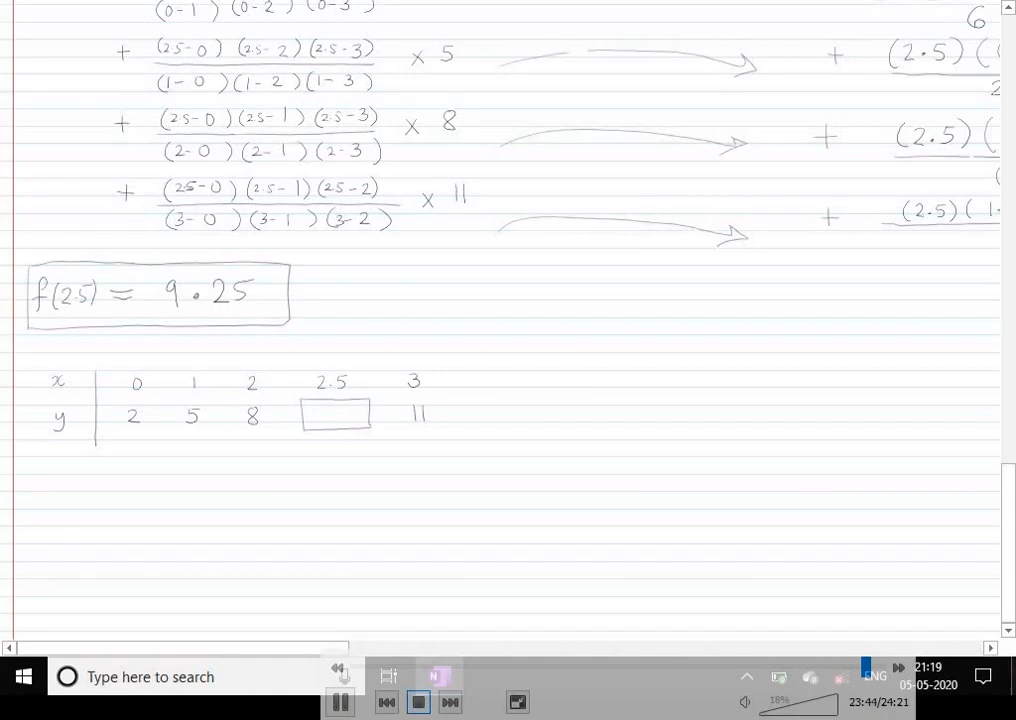 (0-1) (0-2) (0-3)
6
+ (2.5-0) (2.5-2) (2.5-3) × 5
(1-0) (1-2) (1-3)
+ (2.5)(
2
+ (2.5-0) (2.5-1) (2.5-3) × 8
(2-0) (2-1) (2-3)
+ (2.5)(
+ (25-0) (2.5-1) (25-2) × 11
(3-0) (3-1) (3-2)
+ (2.5)(1-
f(2.5) = 9.25
x 0 1 2 2.5 3
y 2 5 8 11
Type here to search
N
ENG
21:19
05-05-2020
18%
23:44/24:21